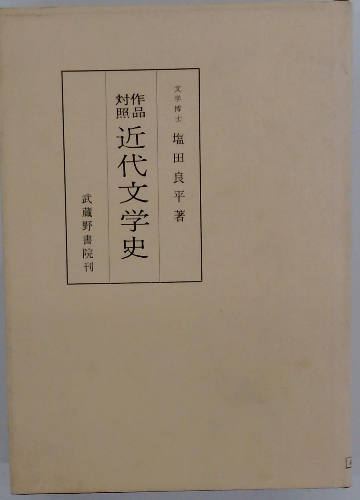 文学博士 塩田良平著
作品対照 近代文学史
武蔵野書院刊